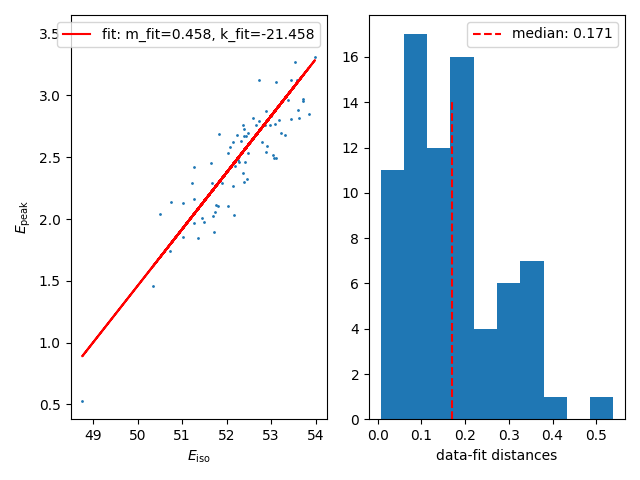 fit: m_fit=0.458, k_fit=-21.458
3.5
3.0
2.5
2.0
1.5
1.0
0.5
E_peak
49 50 51 52 53 54
E_iso
median: 0.171
16
14
12
10
8
6
4
2
0
0.0 0.1 0.2 0.3 0.4 0.5
data-fit distances